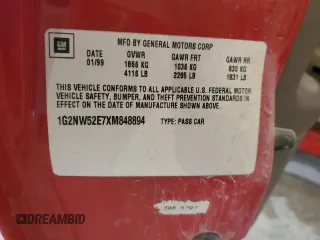 GM
MFD BY GENERAL MOTORS CORP
DATE GVWR GAWR FRT GAWR RR
01/99 1866 KG 1036 KG 830 KG
4116 LB 2285 LB 1831 LB
THIS VEHICLE CONFORMS TO ALL APPLICABLE U.S. FEDERAL MOTOR
VEHICLE SAFETY, BUMPER, AND THEFT PREVENTION STANDARDS IN
EFFECT ON THE DATE OF MANUFACTURE SHOWN ABOVE.
1G2NW52E7XM848894 TYPE: PASS CAR
DREAMBID